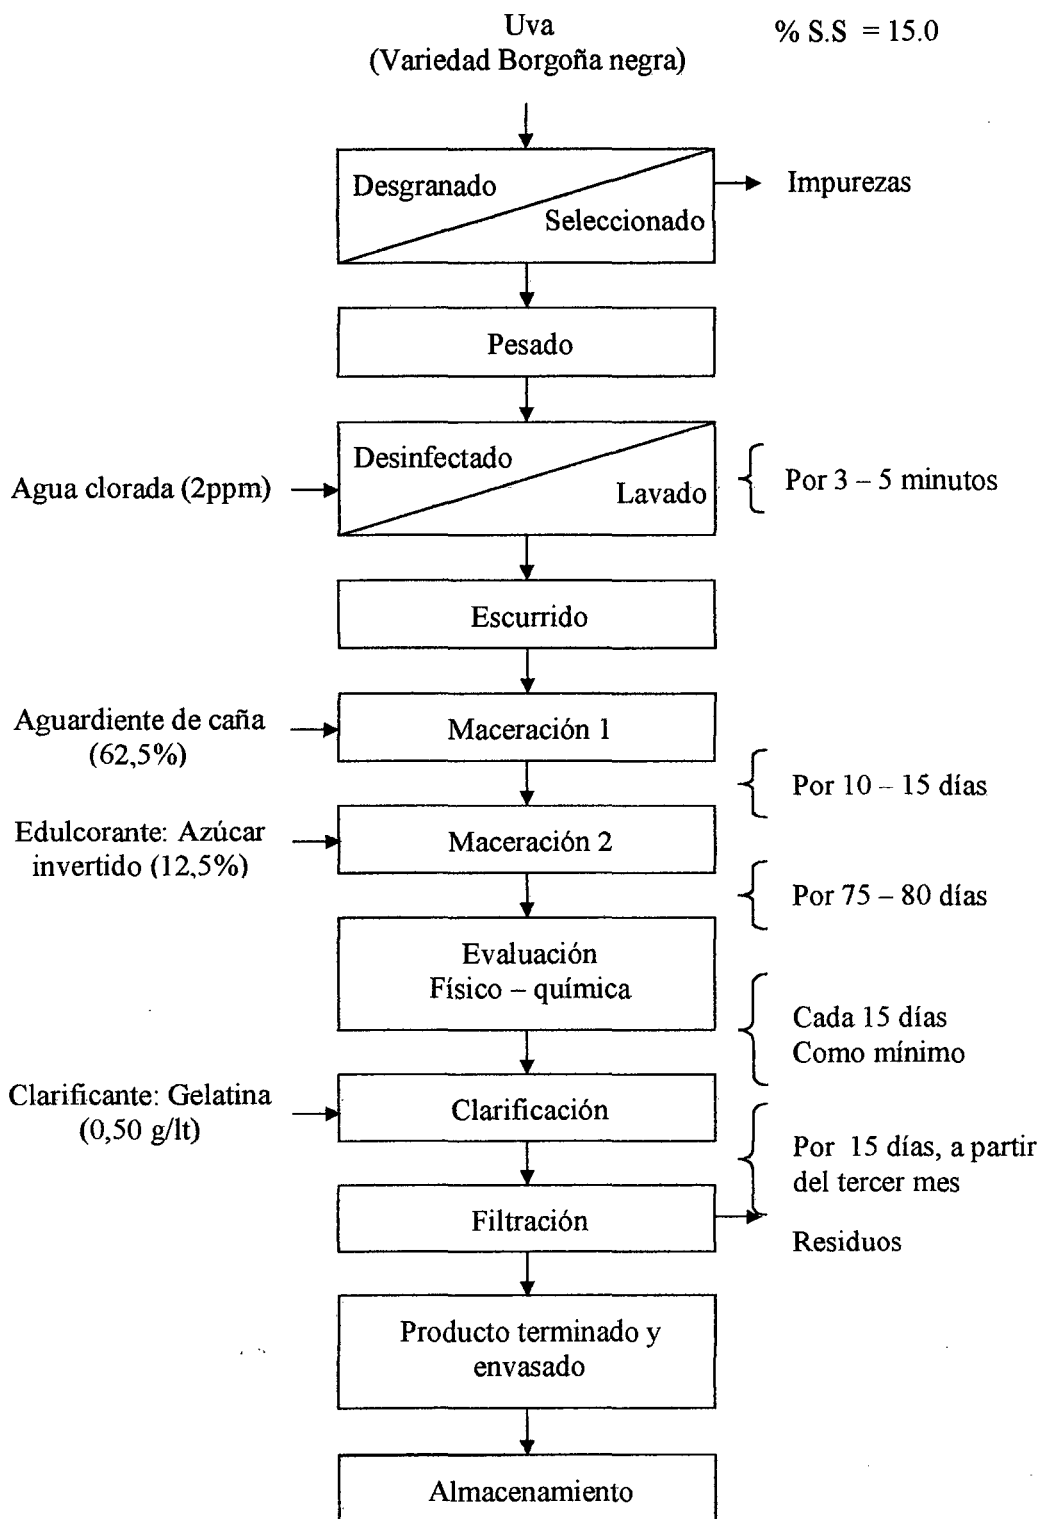 Uva
(Variedad Borgoña negra)
% S.S = 15.0
Desgranado
Seleccionado
Impurezas
Pesado
Agua clorada (2ppm)
Desinfectado
Lavado
Por 3 – 5 minutos
Escurrido
Aguardiente de caña
(62,5%)
Maceración 1
Por 10 – 15 días
Edulcorante: Azúcar
invertido (12,5%)
Maceración 2
Por 75 – 80 días
Evaluación
Físico – química
Cada 15 días
Como mínimo
Clarificante: Gelatina
(0,50 g/lt)
Clarificación
Por 15 días, a partir
del tercer mes
Filtración
Residuos
Producto terminado y
envasado
Almacenamiento